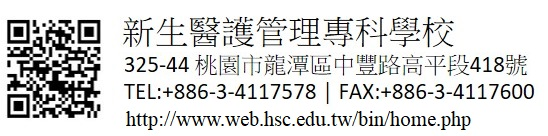 新生醫護管理專科學校
325-44 桃園市龍潭區中豐路高平段418號
TEL:+886-3-4117578 │ FAX:+886-3-4117600
http://www.web.hsc.edu.tw/bin/home.php